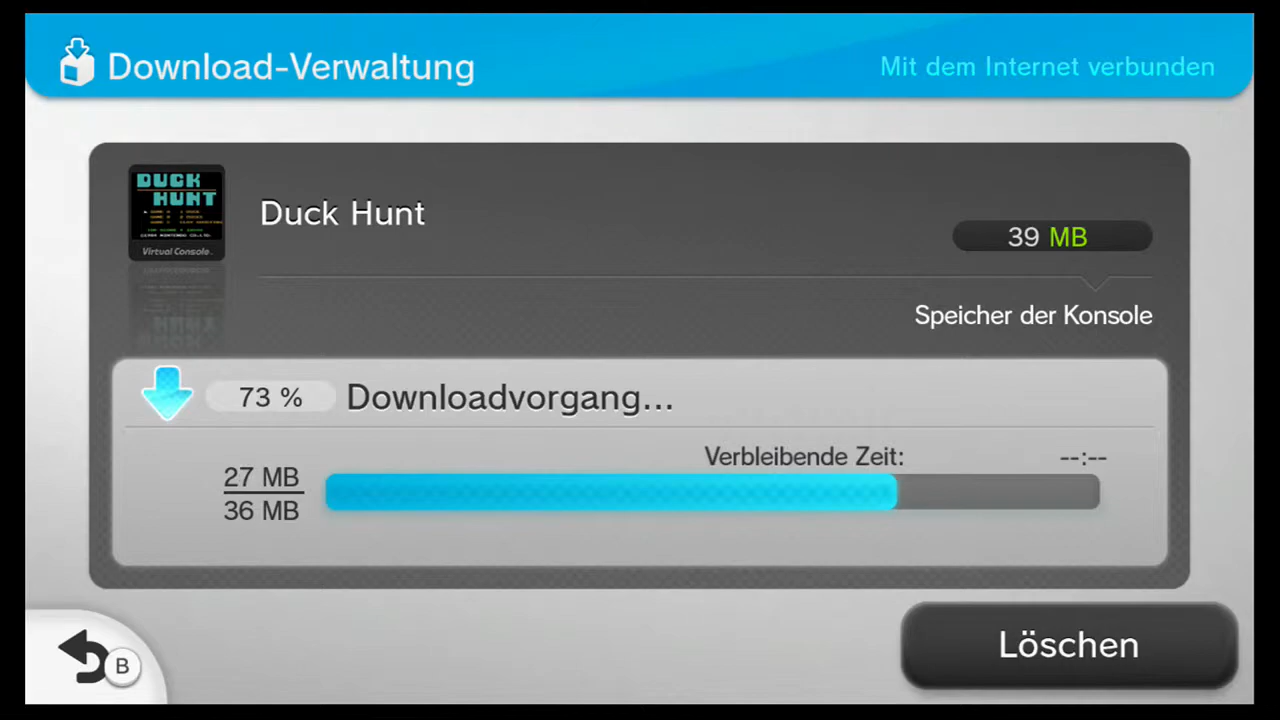 Download-Verwaltung
Mit dem Internet verbunden
DUCK
HUNT
Virtual Console
Duck Hunt
39 MB
Speicher der Konsole
73 %
Downloadvorgang...
Verbleibende Zeit: --:--
27 MB
36 MB
B
Löschen